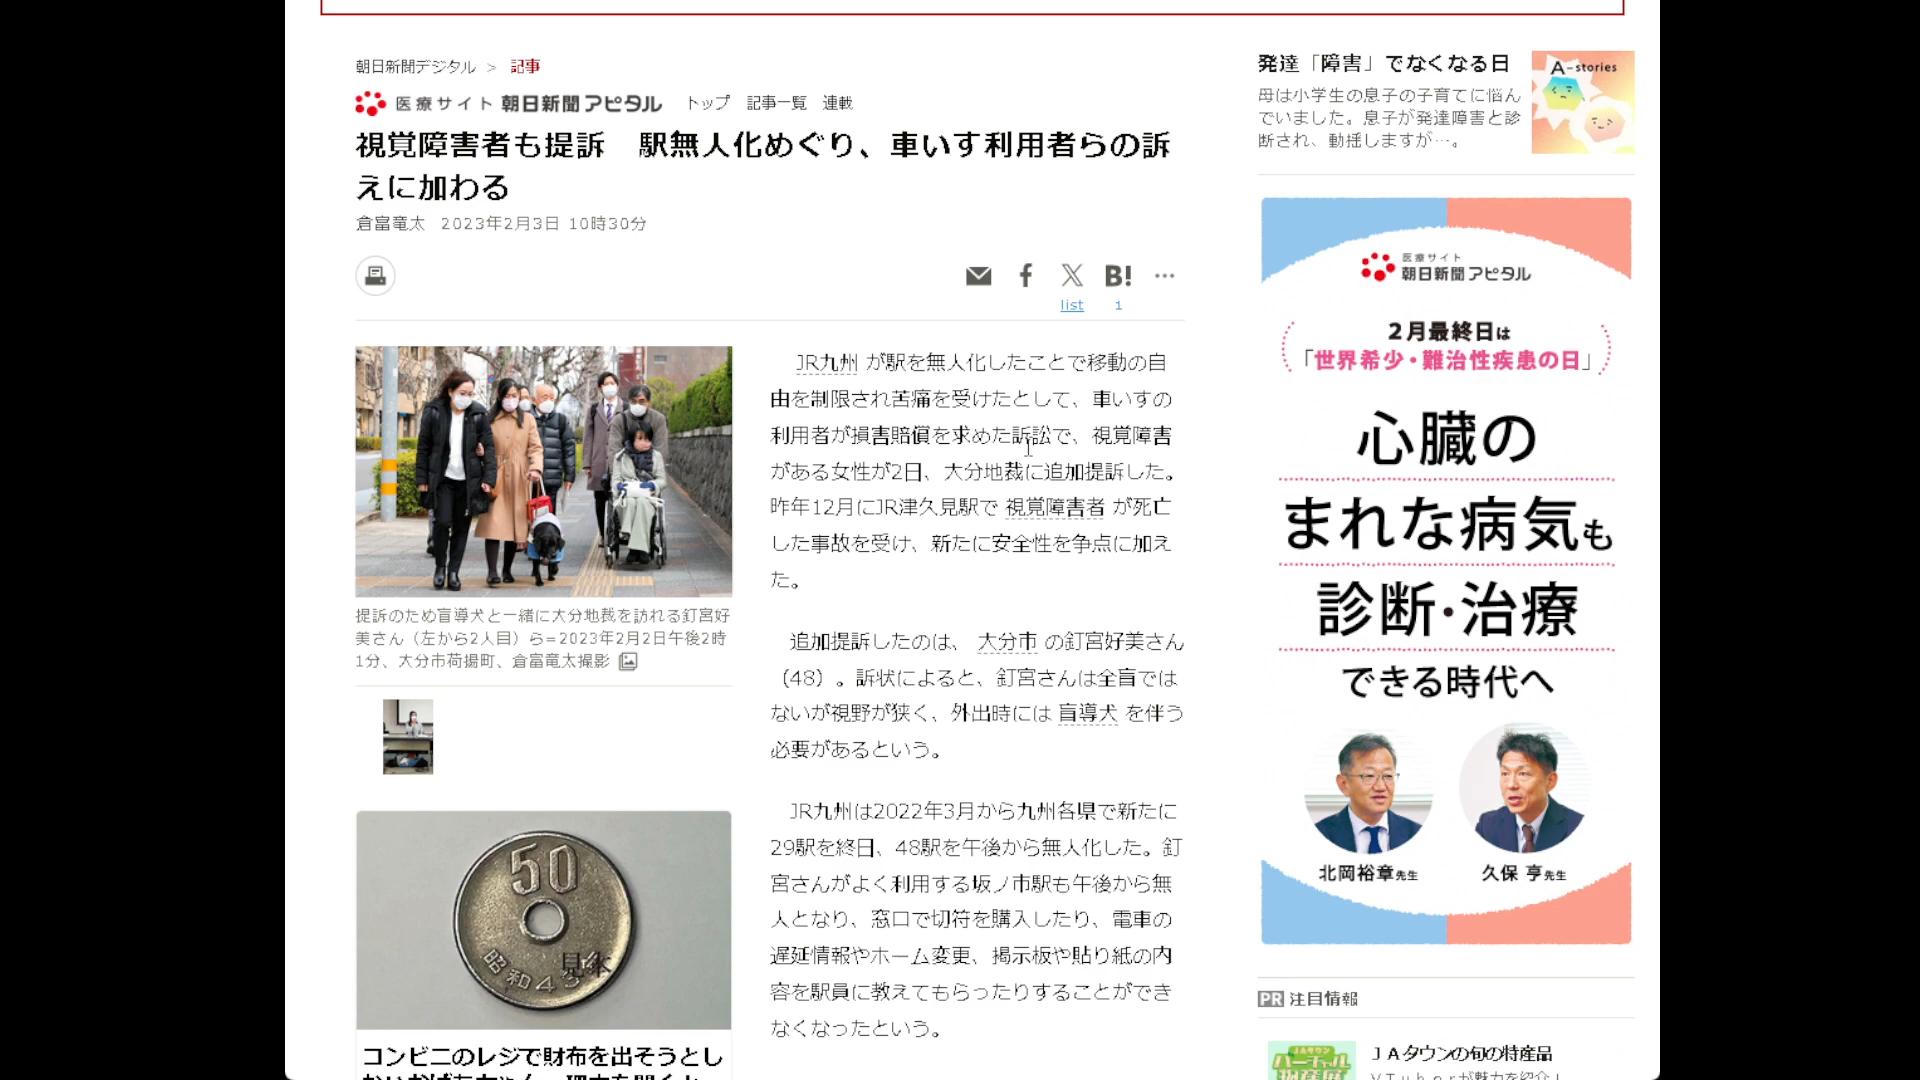 朝日新聞デジタル > 記事
医療サイト 朝日新聞アピタル トップ 記事一覧 連載
視覚障害者も提訴 駅無人化めぐり、車いす利用者らの訴
えに加わる
倉富竜太 2023年2月3日 10時30分
B!
list 1
提訴のため盲導犬と一緒に大分地裁を訪れる釘宮好
美さん（左から2人目）ら=2023年2月2日午後2時
1分、大分市荷揚町、倉富竜太撮影
50
昭和
見本
コンビニのレジで財布を出そうとし
JR九州 が駅を無人化したことで移動の自
由を制限され苦痛を受けたとして、車いすの
利用者が損害賠償を求めた訴訟で、視覚障害
がある女性が2日、大分地裁に追加提訴した。
昨年12月にJR津久見駅で 視覚障害者 が死亡
した事故を受け、新たに安全性を争点に加え
た。
追加提訴したのは、 大分市 の釘宮好美さん
（48）。訴状によると、釘宮さんは全盲では
ないが視野が狭く、外出時には 盲導犬 を伴う
必要があるという。
JR九州は2022年3月から九州各県で新たに
29駅を終日、48駅を午後から無人化した。釘
宮さんがよく利用する坂ノ市駅も午後から無
人となり、窓口で切符を購入したり、電車の
遅延情報やホーム変更、掲示板や貼り紙の内
容を駅員に教えてもらったりすることができ
なくなったという。
発達「障害」でなくなる日
母は小学生の息子の子育てに悩ん
でいました。息子が発達障害と診
断され、動揺しますが…。
A-stories
医療サイト
朝日新聞アピタル
2月最終日は
「世界希少・難治性疾患の日」
心臓の
まれな病気も
診断・治療
できる時代へ
北岡裕章先生 久保 亨先生
PR 注目情報
JAタウン
バーチャル
ＪＡタウンの旬の特産品
VTuberが魅力を紹介！